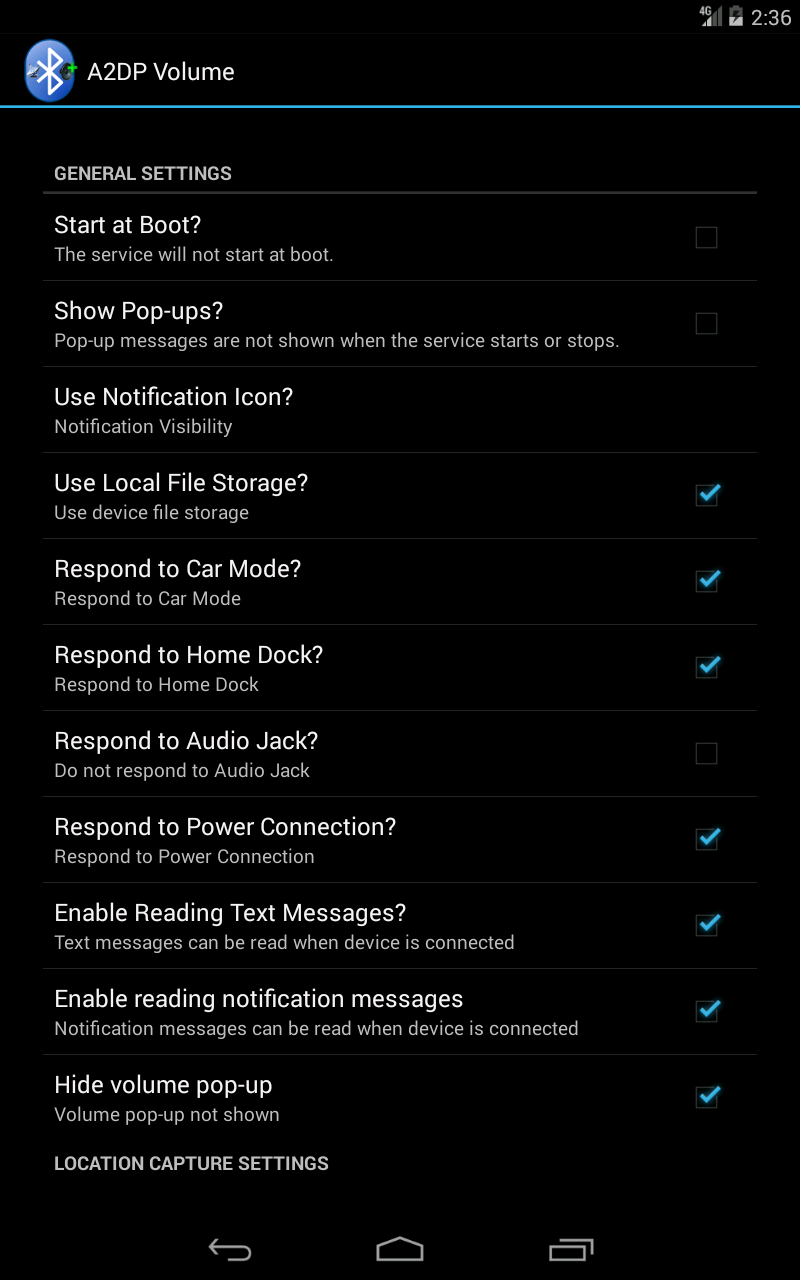 4G 2:36
A2DP Volume
GENERAL SETTINGS
Start at Boot?
The service will not start at boot.
Show Pop-ups?
Pop-up messages are not shown when the service starts or stops.
Use Notification Icon?
Notification Visibility
Use Local File Storage?
Use device file storage
Respond to Car Mode?
Respond to Car Mode
Respond to Home Dock?
Respond to Home Dock
Respond to Audio Jack?
Do not respond to Audio Jack
Respond to Power Connection?
Respond to Power Connection
Enable Reading Text Messages?
Text messages can be read when device is connected
Enable reading notification messages
Notification messages can be read when device is connected
Hide volume pop-up
Volume pop-up not shown
LOCATION CAPTURE SETTINGS